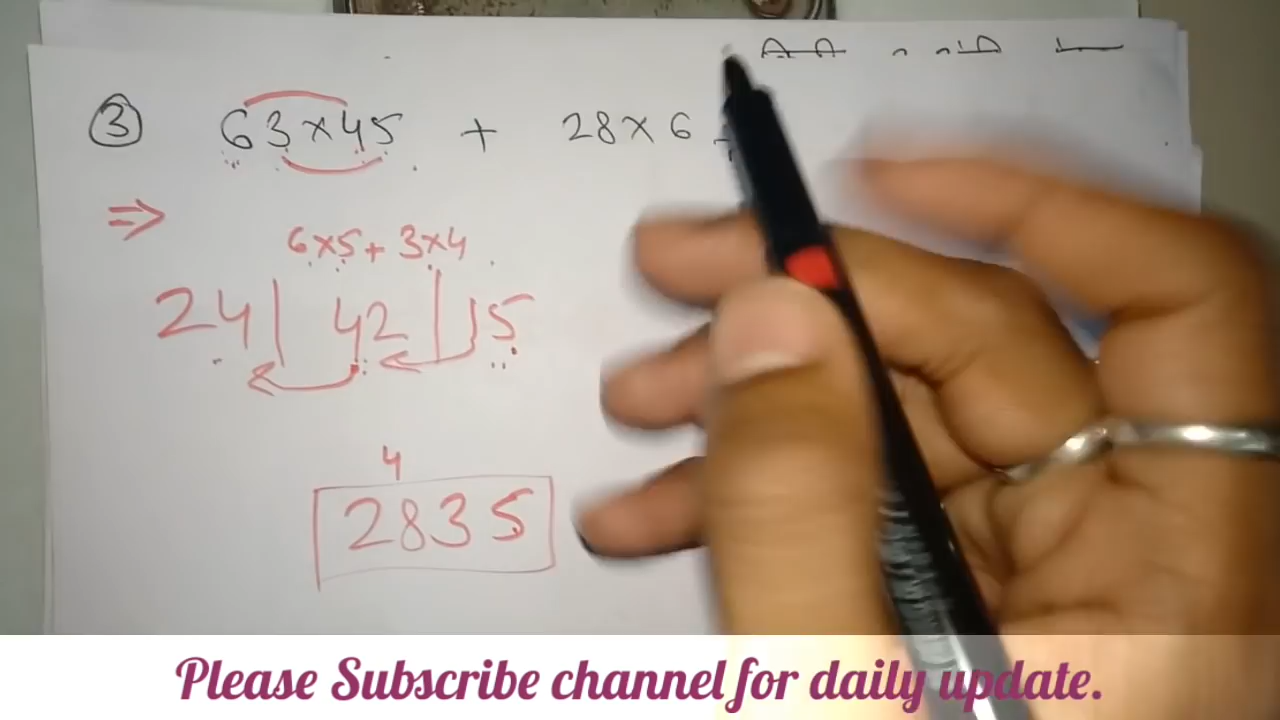 ③ 63×45 + 28×6
⇒
6×5+3×4
24| 42 |15
4
2835
Please Subscribe channel for daily update.